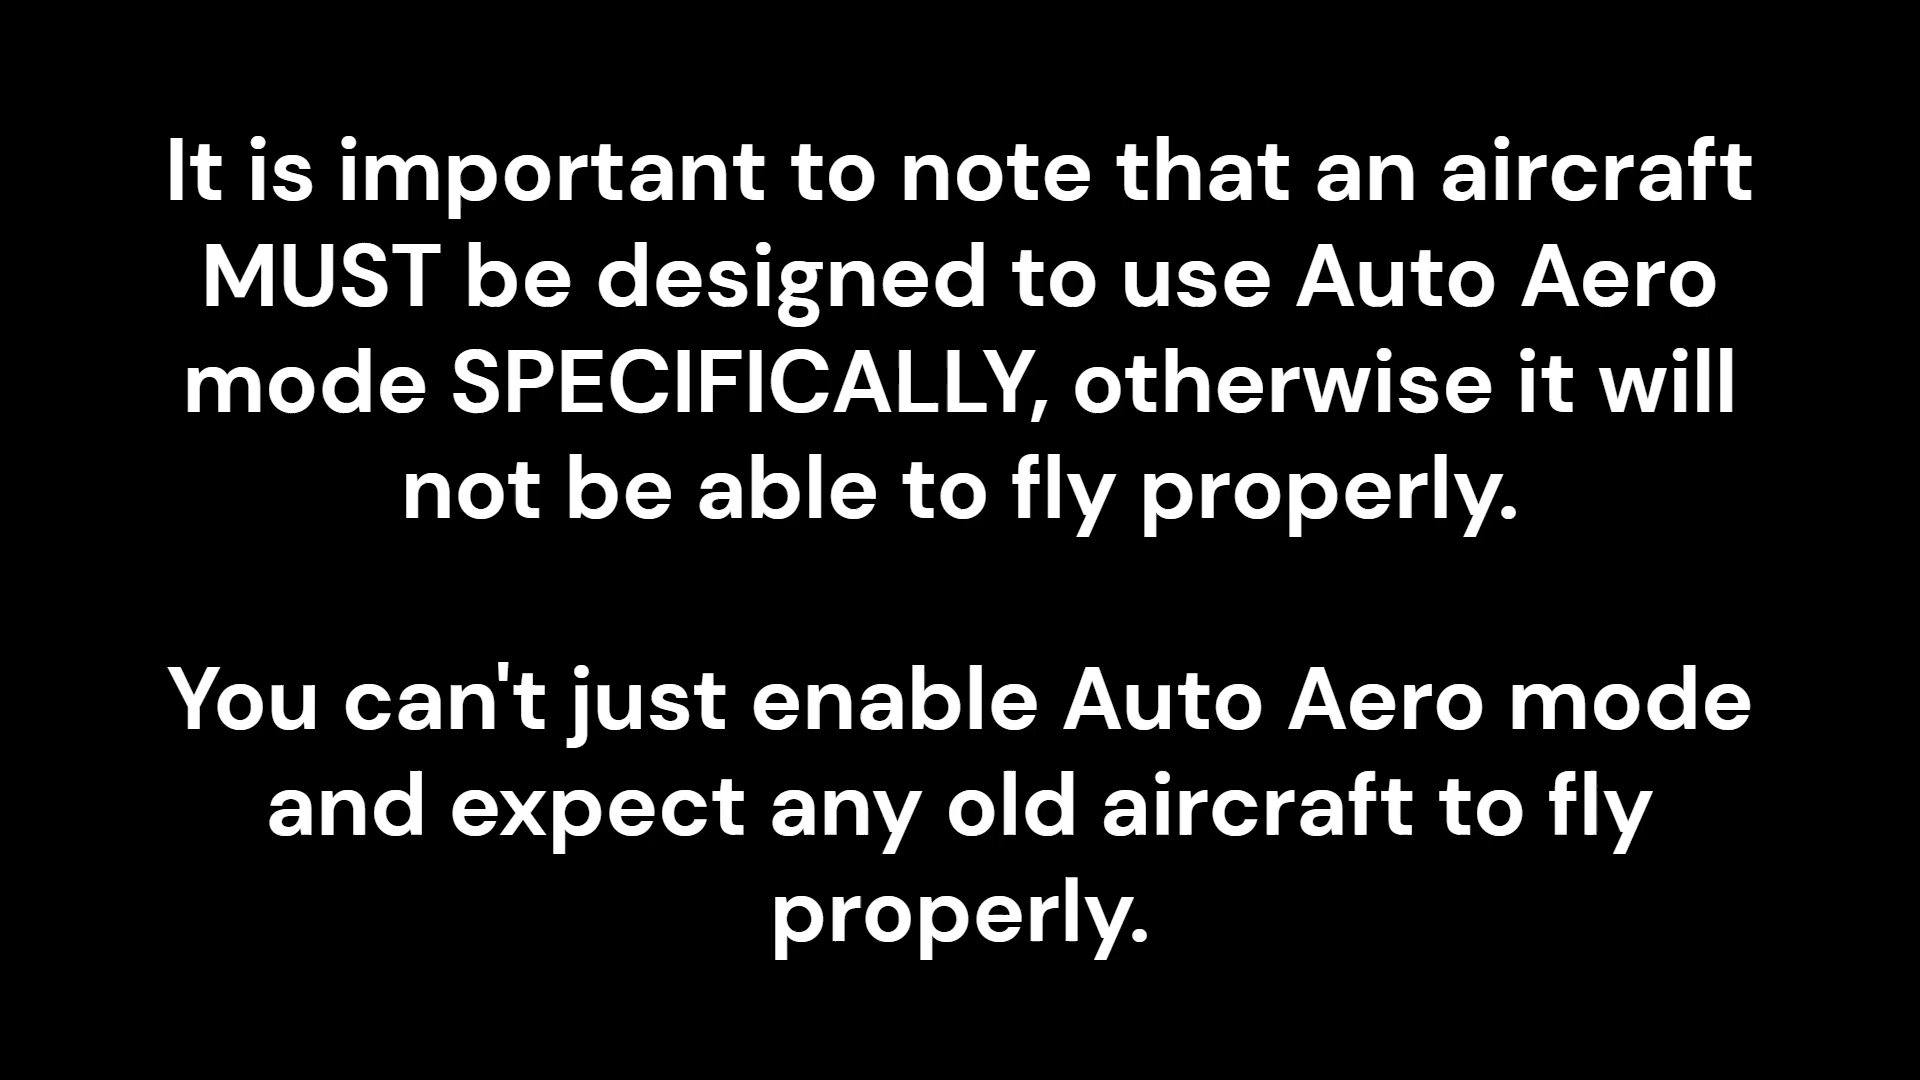 It is important to note that an aircraft
MUST be designed to use Auto Aero
mode SPECIFICALLY, otherwise it will
not be able to fly properly.
You can't just enable Auto Aero mode
and expect any old aircraft to fly
properly.